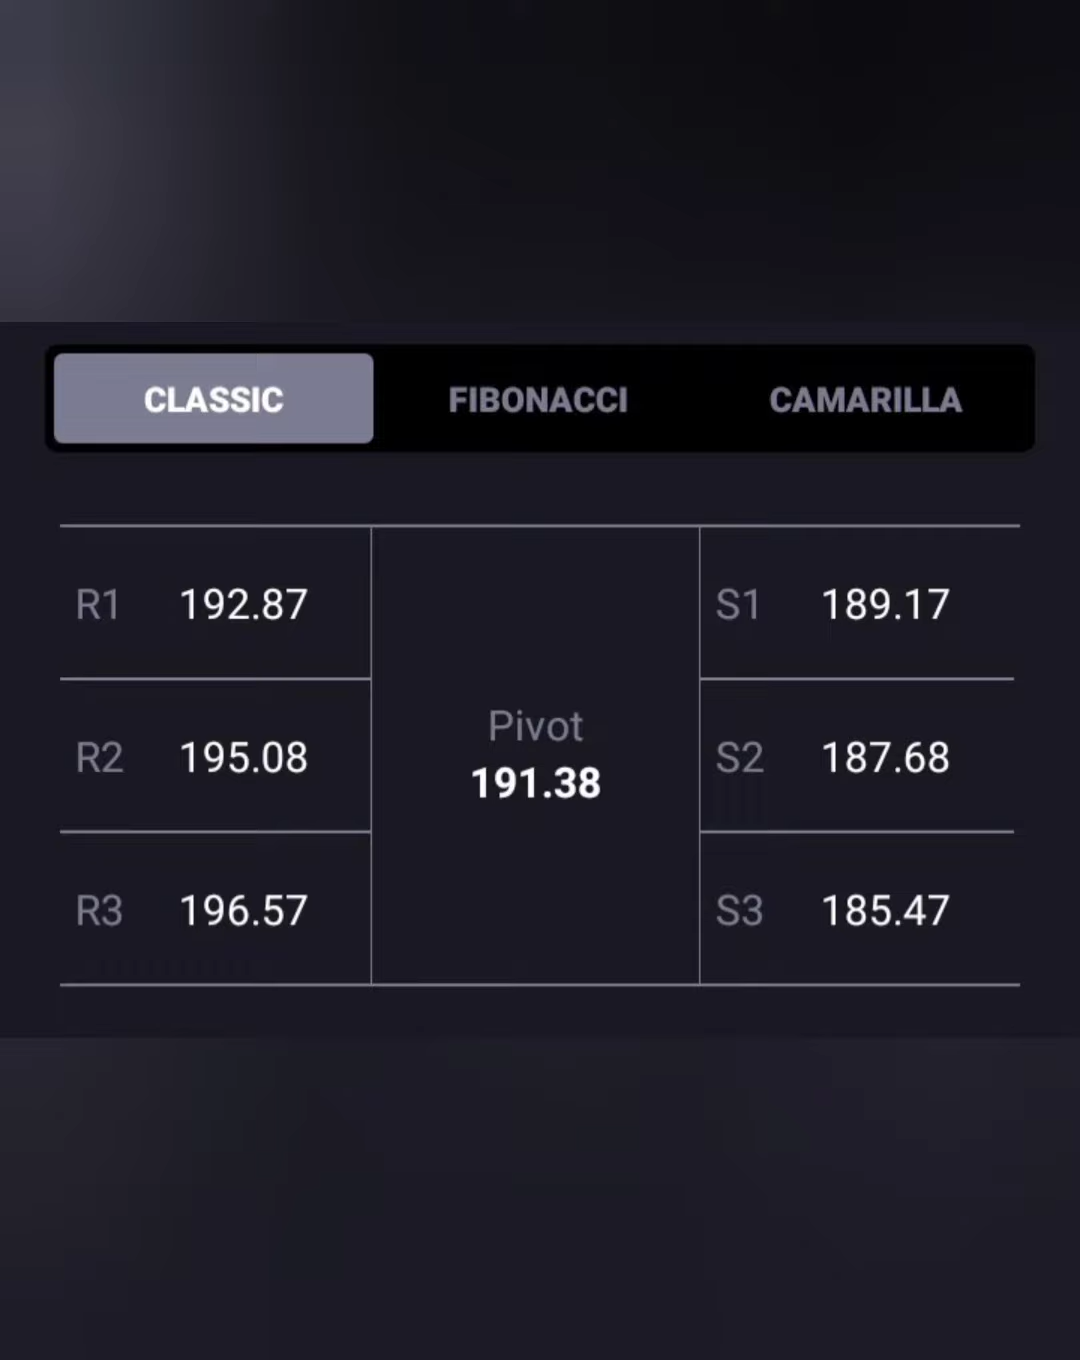 CLASSIC FIBONACCI CAMARILLA
R1 192.87
R2 195.08
R3 196.57
Pivot
191.38
S1 189.17
S2 187.68
S3 185.47